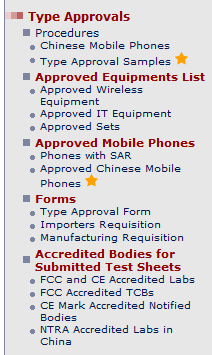 Type Approvals
Procedures
Chinese Mobile Phones
Type Approval Samples
Approved Equipments List
Approved Wireless
Equipment
Approved IT Equipment
Approved Sets
Approved Mobile Phones
Phones with SAR
Approved Chinese Mobile
Phones
Forms
Type Approval Form
Importers Requisition
Manufacturing Requisition
Accredited Bodies for
Submitted Test Sheets
FCC and CE Accredited Labs
FCC Accredited TCBs
CE Mark Accredited Notified
Bodies
NTRA Accredited Labs in
China